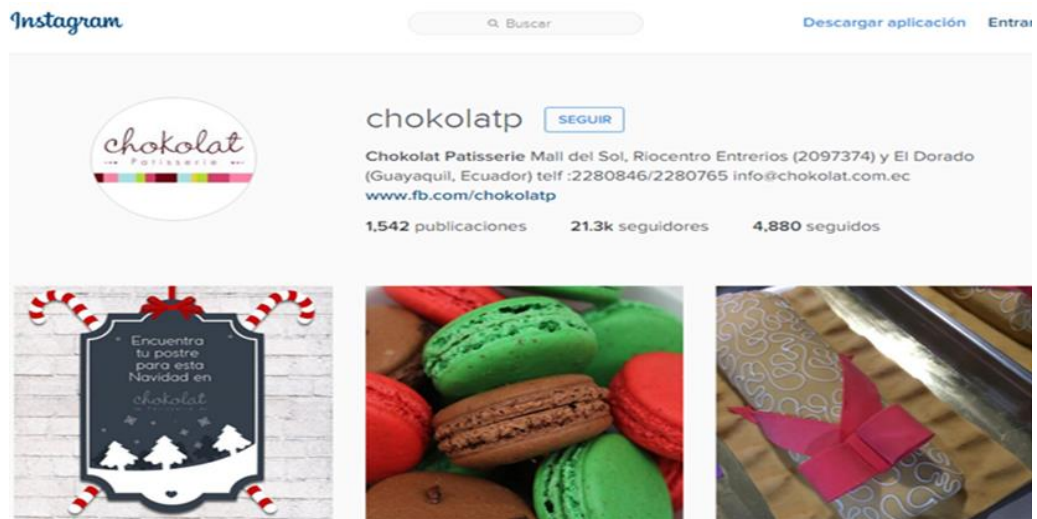 Instagram
Buscar
Descargar aplicación
Entrar
chokolat
Patisserie
chokolatp
SEGUIR
Chokolat Patisserie Mall del Sol, Riocentro Entrerios (2097374) y El Dorado
(Guayaquil, Ecuador) telf :2280846/2280765 info@chokolat.com.ec
www.fb.com/chokolatp
1,542 publicaciones 21.3k seguidores 4,880 seguidos
Encuentra
tu postre
para esta
Navidad en
chokolat